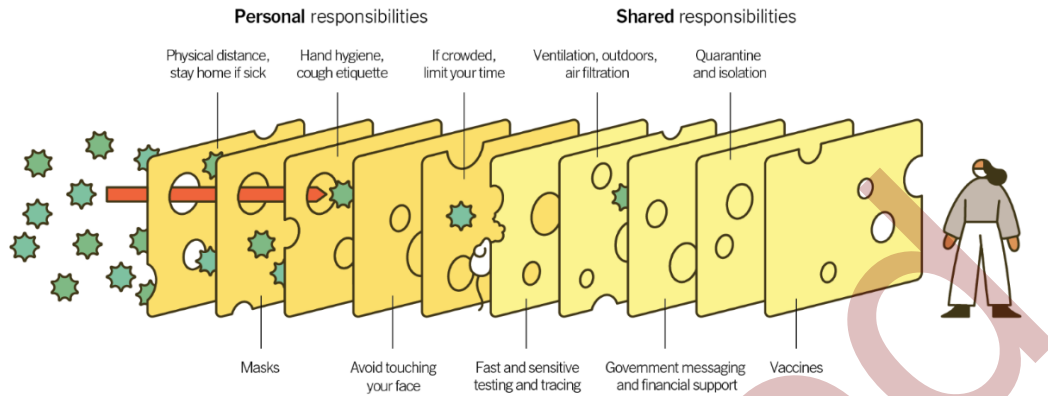 Personal responsibilities
Shared responsibilities
Physical distance,
stay home if sick
Hand hygiene,
cough etiquette
If crowded,
limit your time
Ventilation, outdoors,
air filtration
Quarantine
and isolation
Masks
Avoid touching
your face
Fast and sensitive
testing and tracing
Government messaging
and financial support
Vaccines